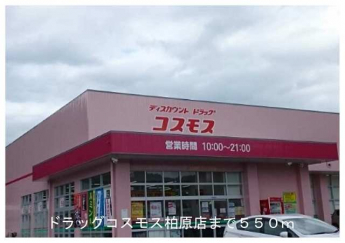 ディスカウント ドラッグ
コスモス
営業時間 10:00～21:00
ドラッグコスモス柏原店まで５５０ｍ